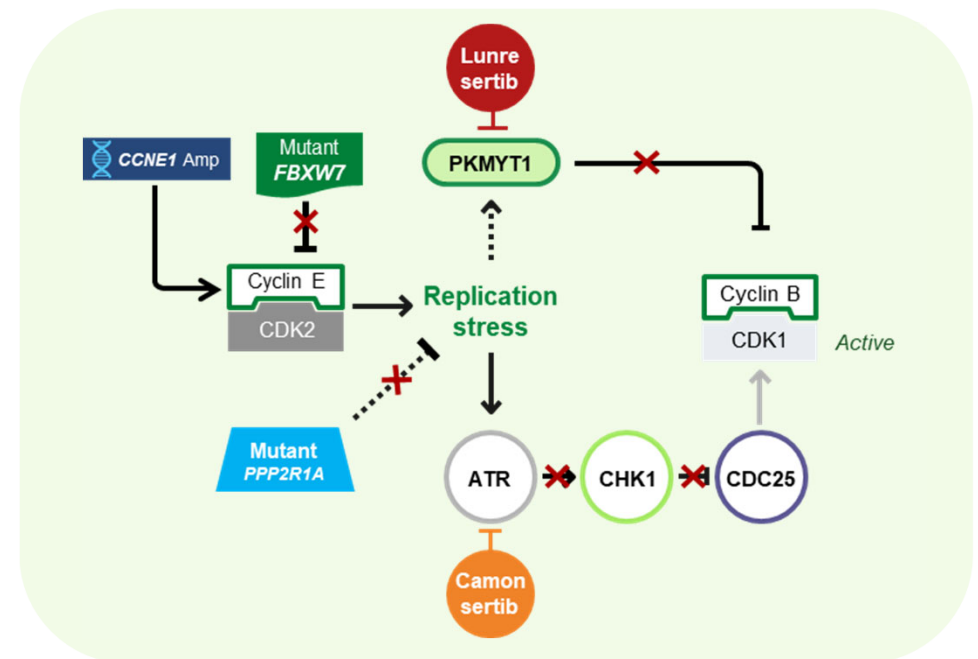 Lunre
sertib
CCNE1 Amp
Mutant
FBXW7
PKMYT1
Cyclin E
CDK2
Replication
stress
Cyclin B
CDK1
Active
Mutant
PPP2R1A
ATR
CHK1
CDC25
Camon
sertib